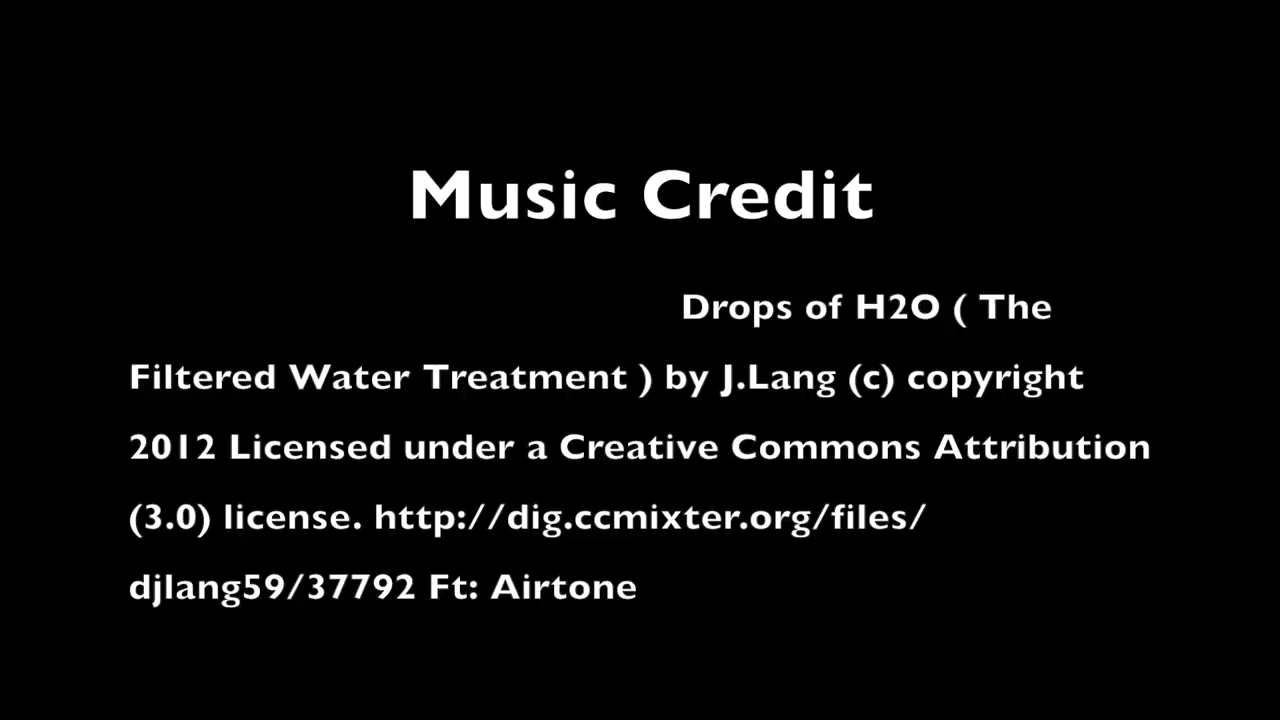 Music Credit
Drops of H2O ( The
Filtered Water Treatment ) by J.Lang (c) copyright
2012 Licensed under a Creative Commons Attribution
(3.0) license. http://dig.ccmixter.org/files/
djlang59/37792 Ft: Airtone